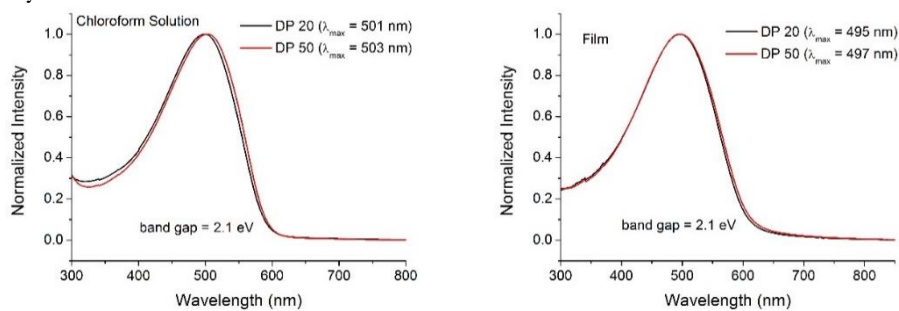 Chloroform Solution
DP 20 (λmax = 501 nm)
DP 50 (λmax = 503 nm)
1.0
0.8
0.6
0.4
0.2
0.0
Normalized Intensity
band gap = 2.1 eV
300 400 500 600 700 800
Wavelength (nm)
Film
DP 20 (λmax = 495 nm)
DP 50 (λmax = 497 nm)
1.0
0.8
0.6
0.4
0.2
0.0
Normalized Intensity
band gap = 2.1 eV
300 400 500 600 700 800
Wavelength (nm)